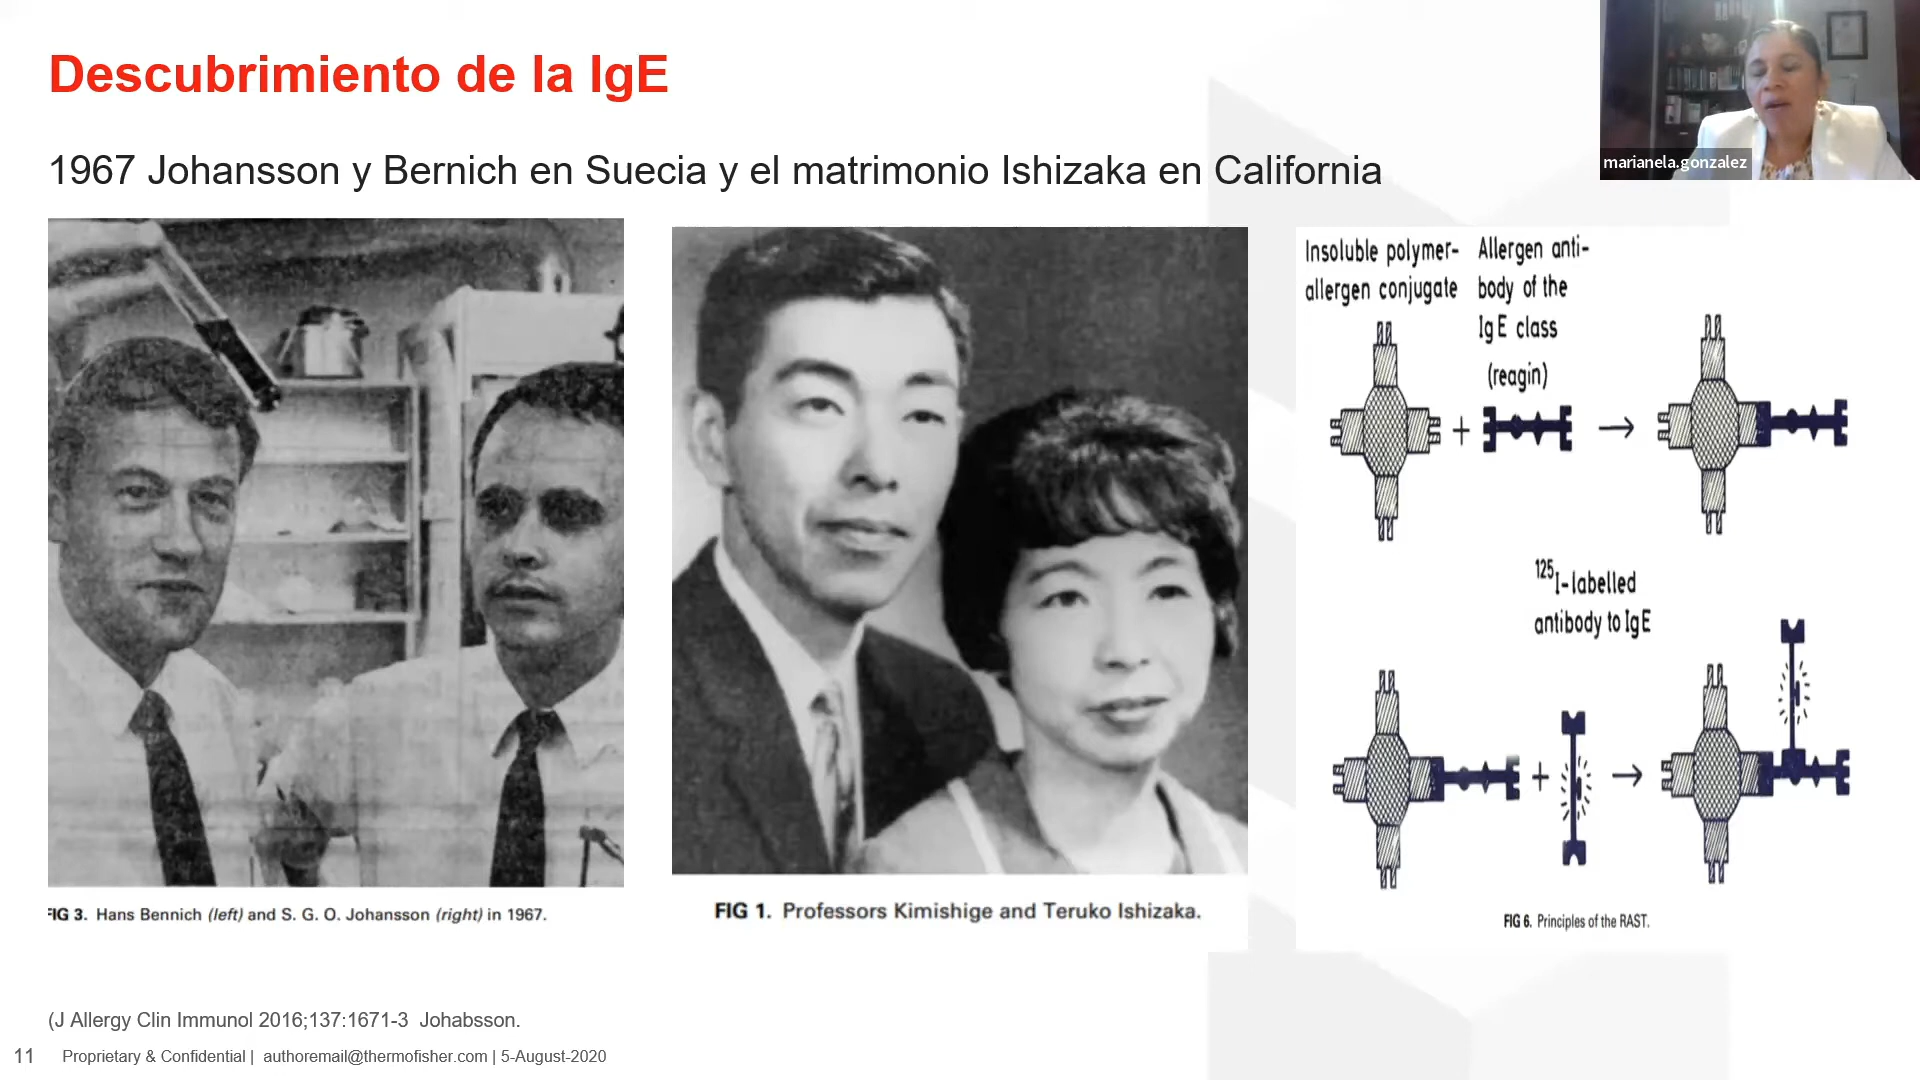 Descubrimiento de la IgE
marianela.gonzalez
1967 Johansson y Bernich en Suecia y el matrimonio Ishizaka en California
Insoluble polymer-
allergen conjugate
Allergen anti-
body of the
IgE class
(reagin)
+
→
125I-labelled
antibody to IgE
+
→
FIG 3. Hans Bennich (left) and S. G. O. Johansson (right) in 1967.
FIG 1. Professors Kimishige and Teruko Ishizaka.
FIG 6. Principles of the RAST.
(J Allergy Clin Immunol 2016;137:1671-3 Johabsson.
11 Proprietary & Confidential | authoremail@thermofisher.com | 5-August-2020